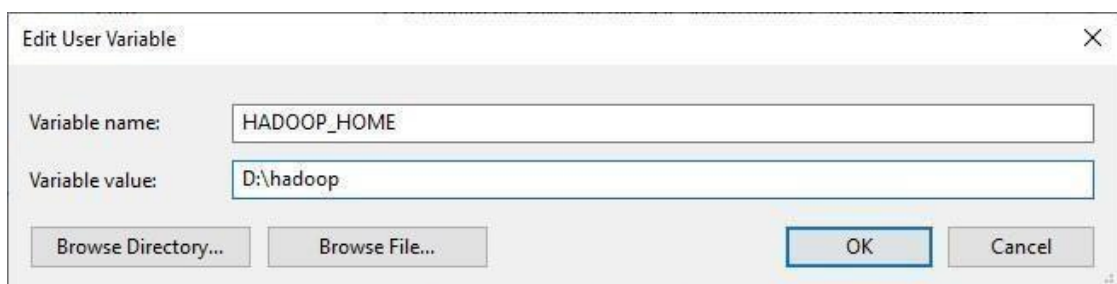 Edit User Variable
Variable name:
HADOOP_HOME
Variable value:
D:\hadoop
Browse Directory...
Browse File...
OK
Cancel